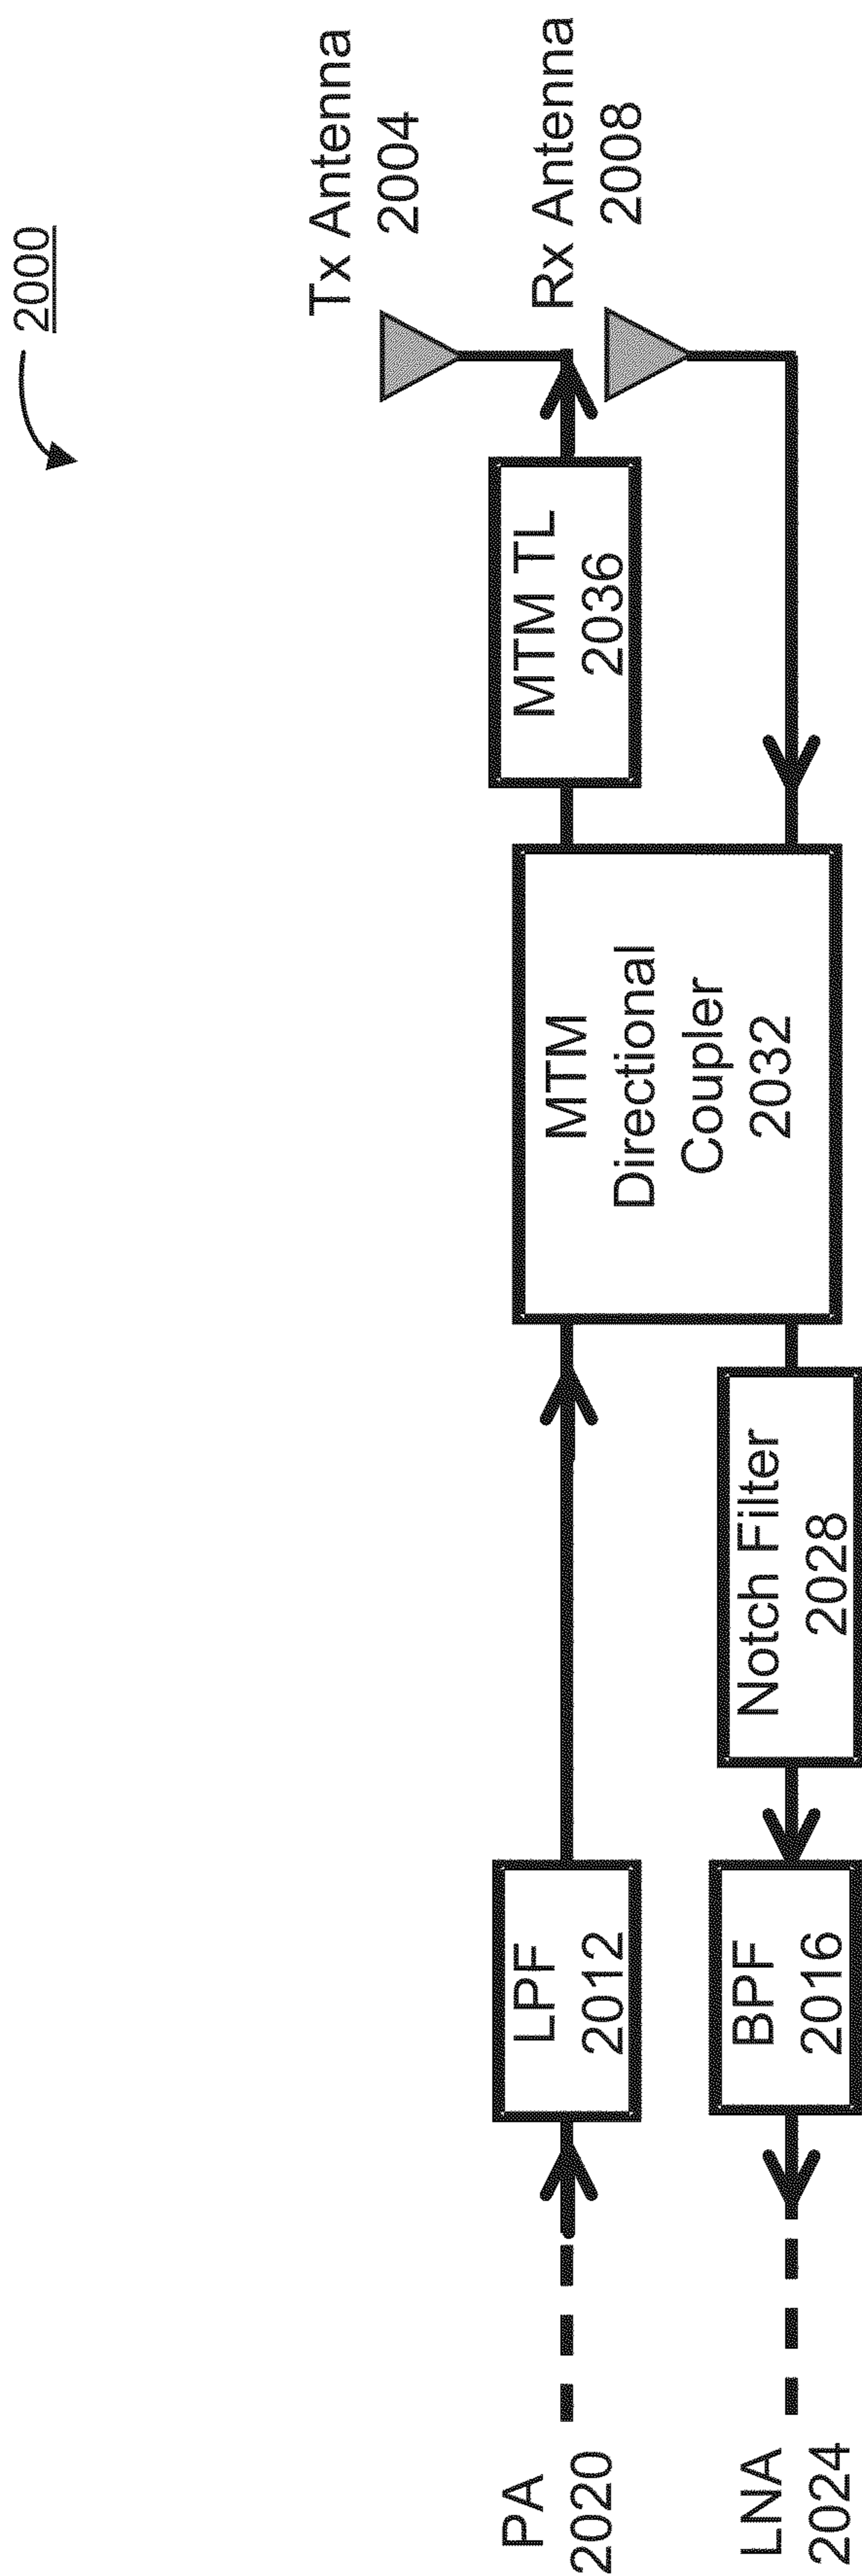 2000
Tx Antenna
2004
Rx Antenna
2008
MTM TL
2036
MTM
Directional
Coupler
2032
Notch Filter
2028
LPF
2012
BPF
2016
PA
2020
LNA
2024